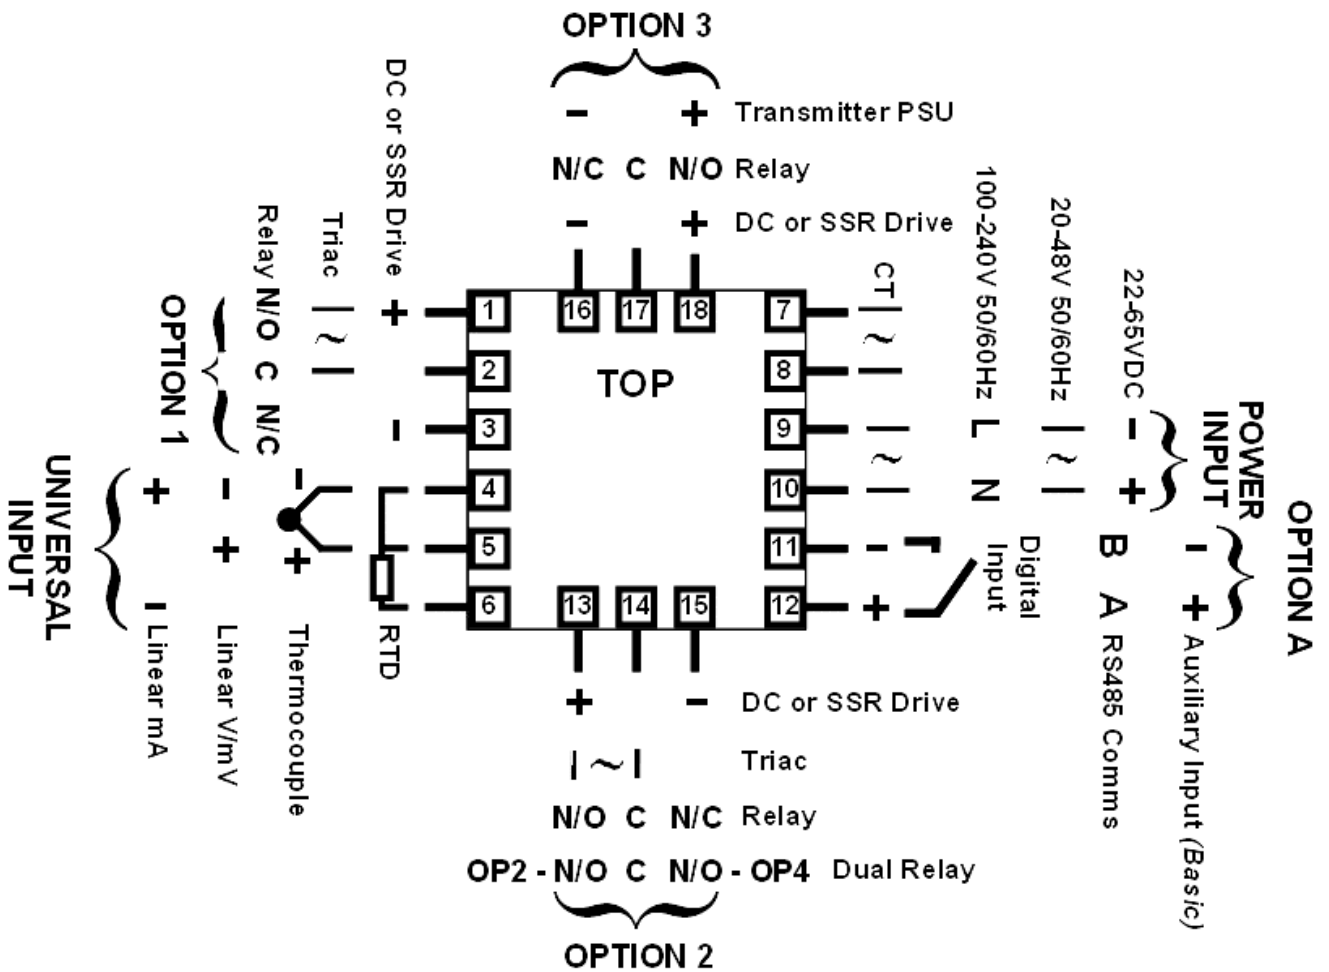 OPTION 3
- + Transmitter PSU
N/C C N/O Relay
- + DC or SSR Drive
DC or SSR Drive
+
-
Triac
| ~ |
Relay N/O C N/C
OPTION 1
CT
| ~ |
100-240V 50/60Hz L N
| ~ |
20-48V 50/60Hz
| ~ |
22-65VDC - +
POWER
INPUT
OPTION A
1
2
3
4
5
6
16
17
18
7
8
9
10
11
12
13
14
15
TOP
UNIVERSAL
INPUT
+ - Linear mA
- + Linear V/mV
- + Thermocouple
RTD
- +
Digital
Input
B A RS485 Comms
- + Auxiliary Input (Basic)
+ - DC or SSR Drive
| ~ | Triac
N/O C N/C Relay
OP2 - N/O C N/O - OP4 Dual Relay
OPTION 2